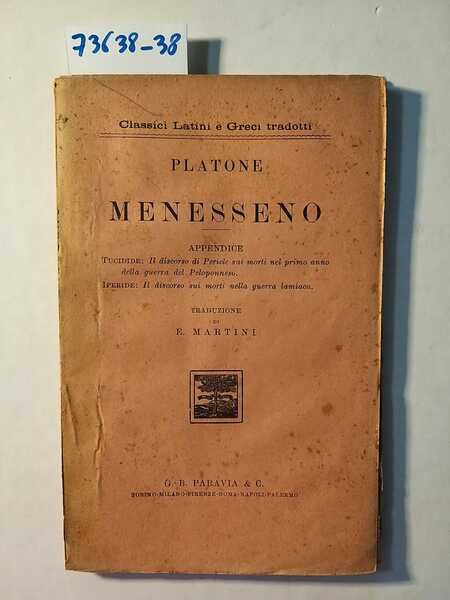 73638-38
Classici Latini e Greci tradotti
PLATONE
MENESSENO
APPENDICE
TUCIDIDE: Il discorso di Pericle sui morti nel primo anno
della guerra del Peloponneso.
IPERIDE: Il discorso sui morti nella guerra lamiaca.
TRADUZIONE
DI
E. MARTINI
G. B. PARAVIA & C.
TORINO-MILANO-FIRENZE-ROMA-NAPOLI-PALERMO